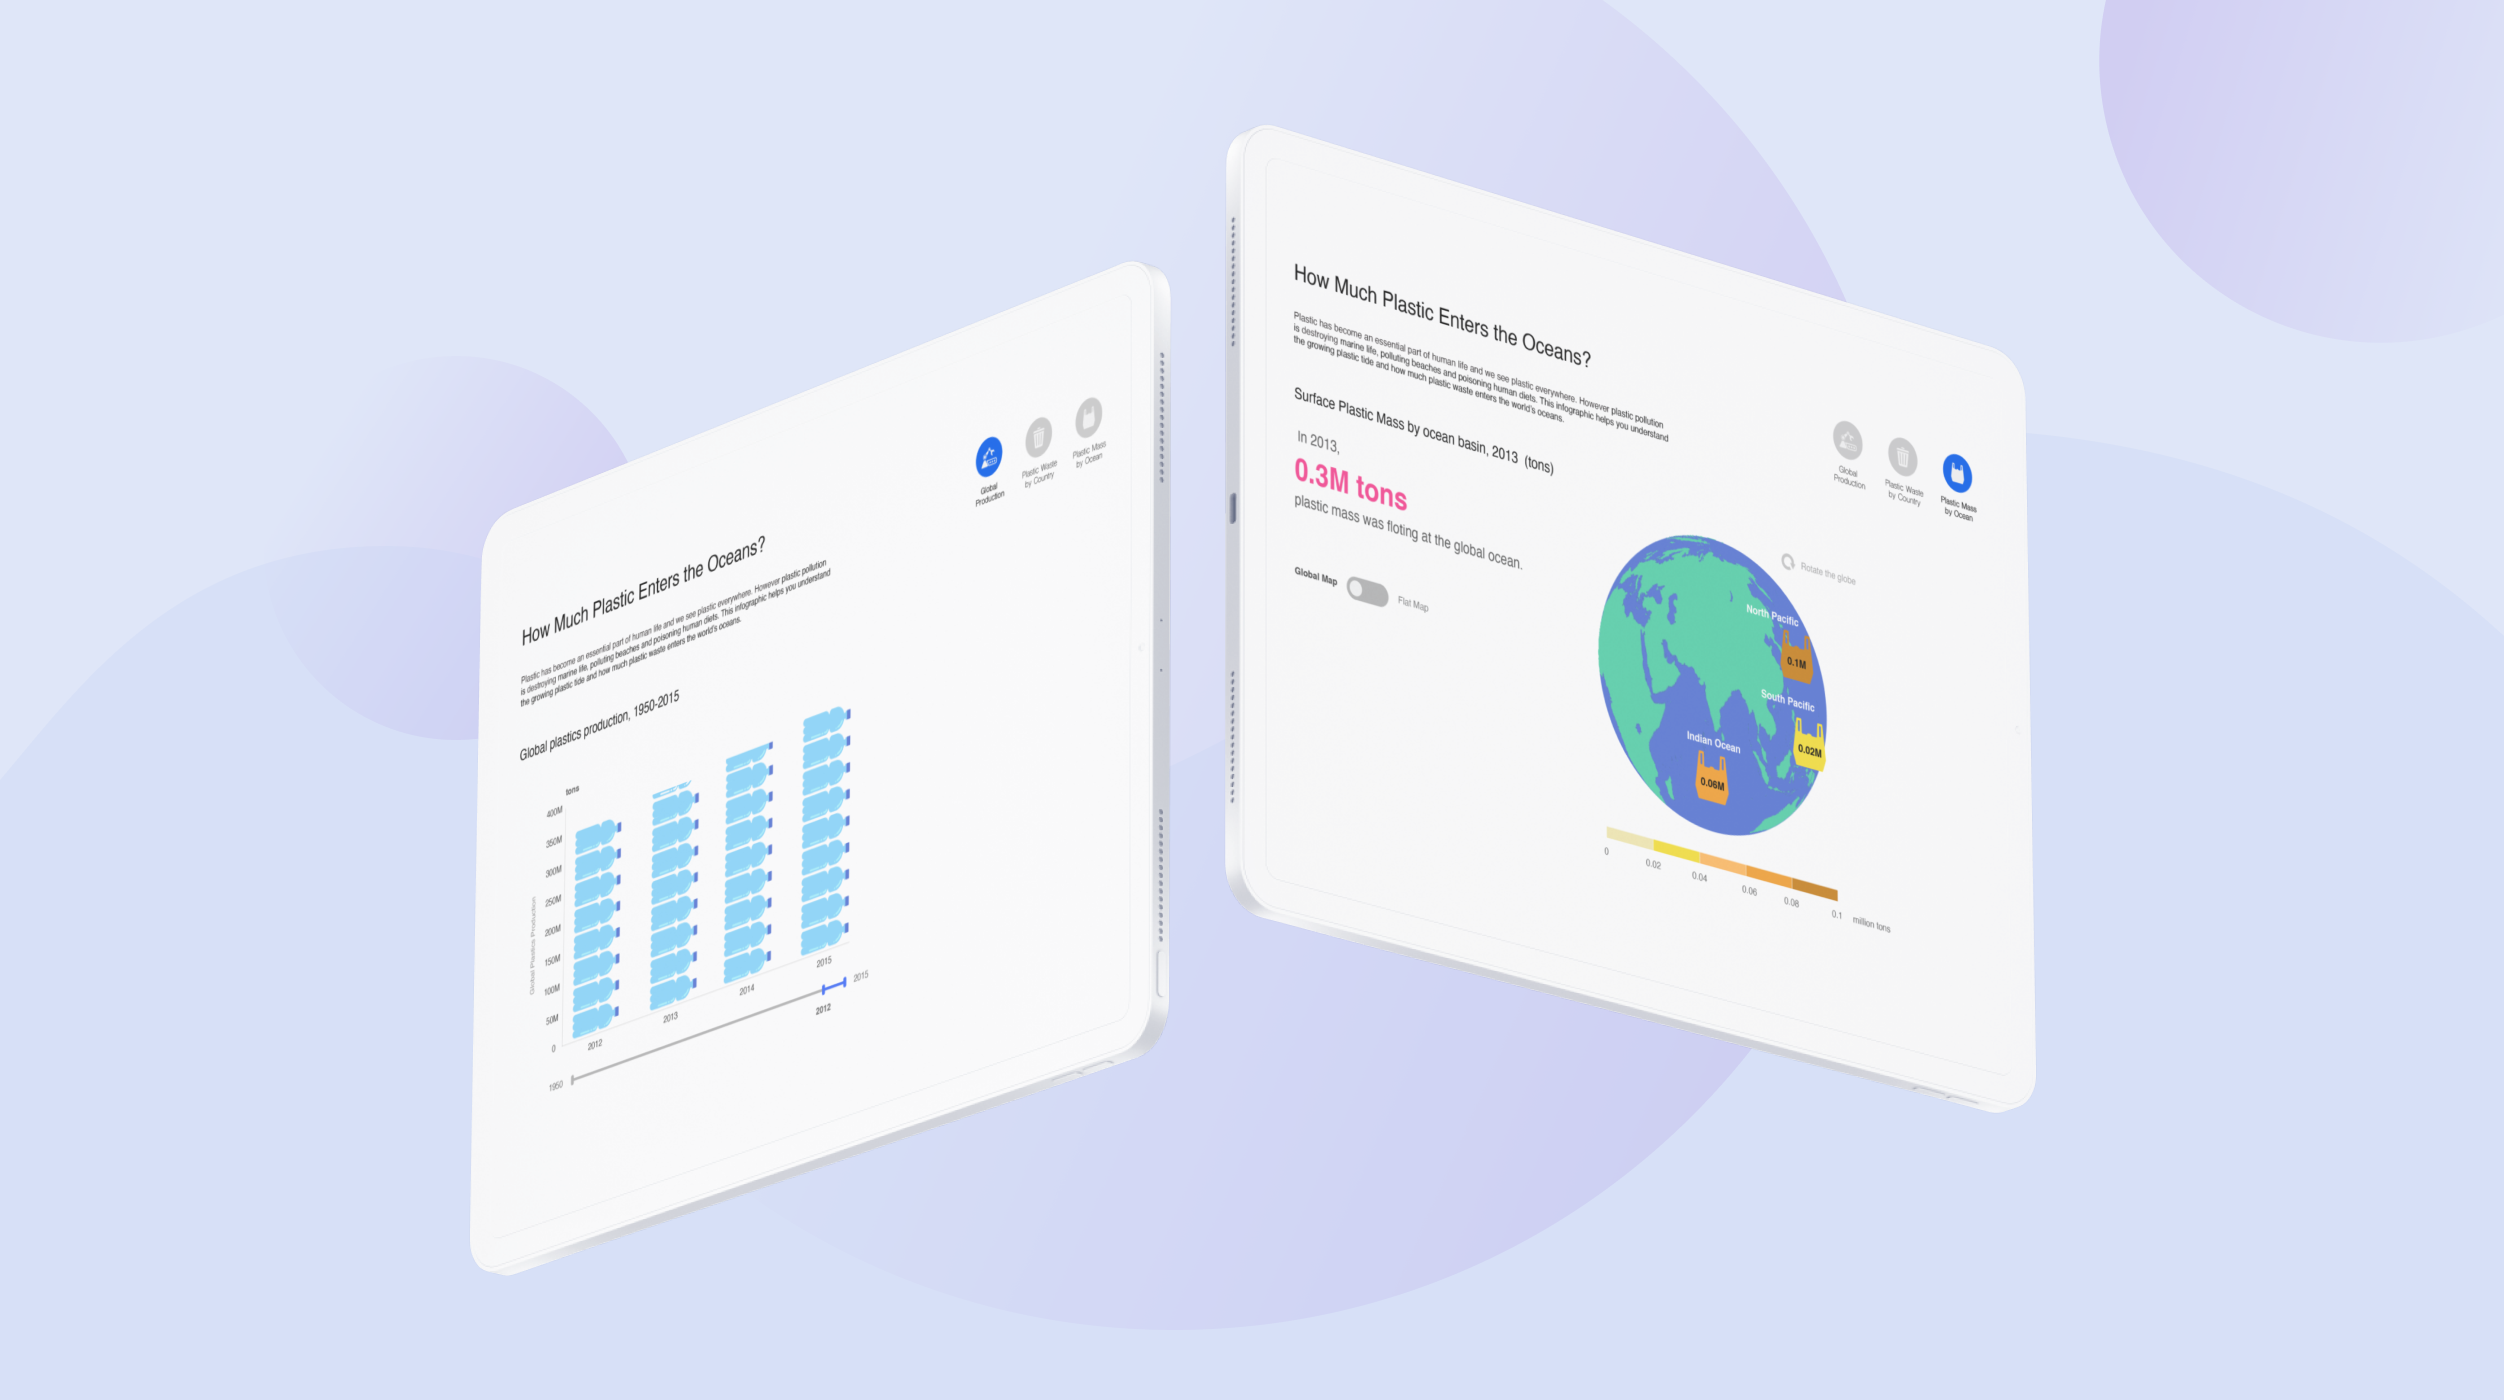 Global
Production
Plastic Waste
by Country
Plastic Mass
by Ocean
How Much Plastic Enters the Oceans?
Plastic has become an essential part of human life and we see plastic everywhere. However plastic pollution
is destroying marine life, polluting beaches and poisoning human diets. This infographic helps you understand
the growing plastic tide and how much plastic waste enters the world's oceans.
Global plastics production, 1950-2015
tons
400M
350M
300M
250M
200M
150M
100M
50M
0
Global Plastics Production
2012
2013
2014
2015
1950
2012
2015
How Much Plastic Enters the Oceans?
Plastic has become an essential part of human life and we see plastic everywhere. However plastic pollution
is destroying marine life, polluting beaches and poisoning human diets. This infographic helps you understand
the growing plastic tide and how much plastic waste enters the world's oceans.
Global
Production
Plastic Waste
by Country
Plastic Mass
by Ocean
Surface Plastic Mass by ocean basin, 2013 (tons)
In 2013,
0.3M tons
plastic mass was floting at the global ocean.
Global Map
Flat Map
Rotate the globe
North Pacific
0.1M
South Pacific
0.02M
Indian Ocean
0.06M
0
0.02
0.04
0.06
0.08
0.1
million tons